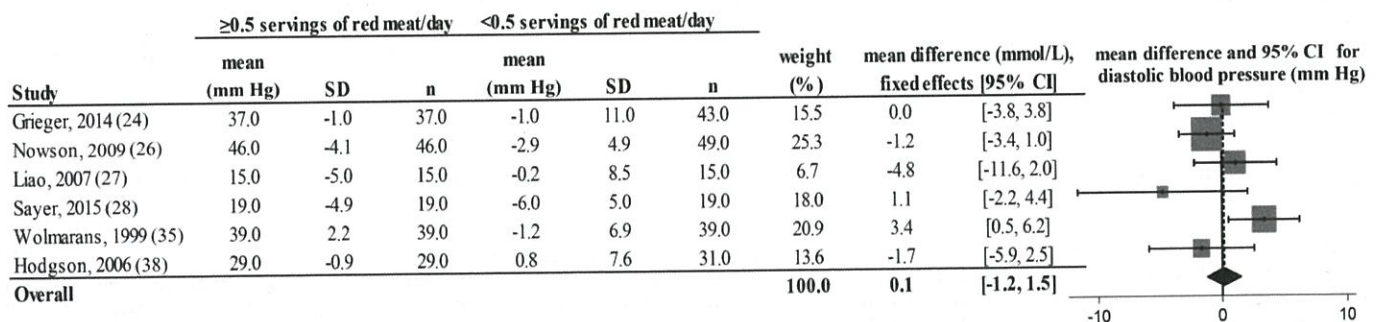 ≥0.5 servings of red meat/day <0.5 servings of red meat/day
mean mean weight mean difference (mmol/L), mean difference and 95% CI for
Study (mm Hg) SD n (mm Hg) SD n (%) fixed effects [95% CI] diastolic blood pressure (mm Hg)
Grieger, 2014 (24) 37.0 -1.0 37.0 -1.0 11.0 43.0 15.5 0.0 [-3.8, 3.8]
Nowson, 2009 (26) 46.0 -4.1 46.0 -2.9 4.9 49.0 25.3 -1.2 [-3.4, 1.0]
Liao, 2007 (27) 15.0 -5.0 15.0 -0.2 8.5 15.0 6.7 -4.8 [-11.6, 2.0]
Sayer, 2015 (28) 19.0 -4.9 19.0 -6.0 5.0 19.0 18.0 1.1 [-2.2, 4.4]
Wolmarans, 1999 (35) 39.0 2.2 39.0 -1.2 6.9 39.0 20.9 3.4 [0.5, 6.2]
Hodgson, 2006 (38) 29.0 -0.9 29.0 0.8 7.6 31.0 13.6 -1.7 [-5.9, 2.5]
Overall 100.0 0.1 [-1.2, 1.5]
-10 0 10